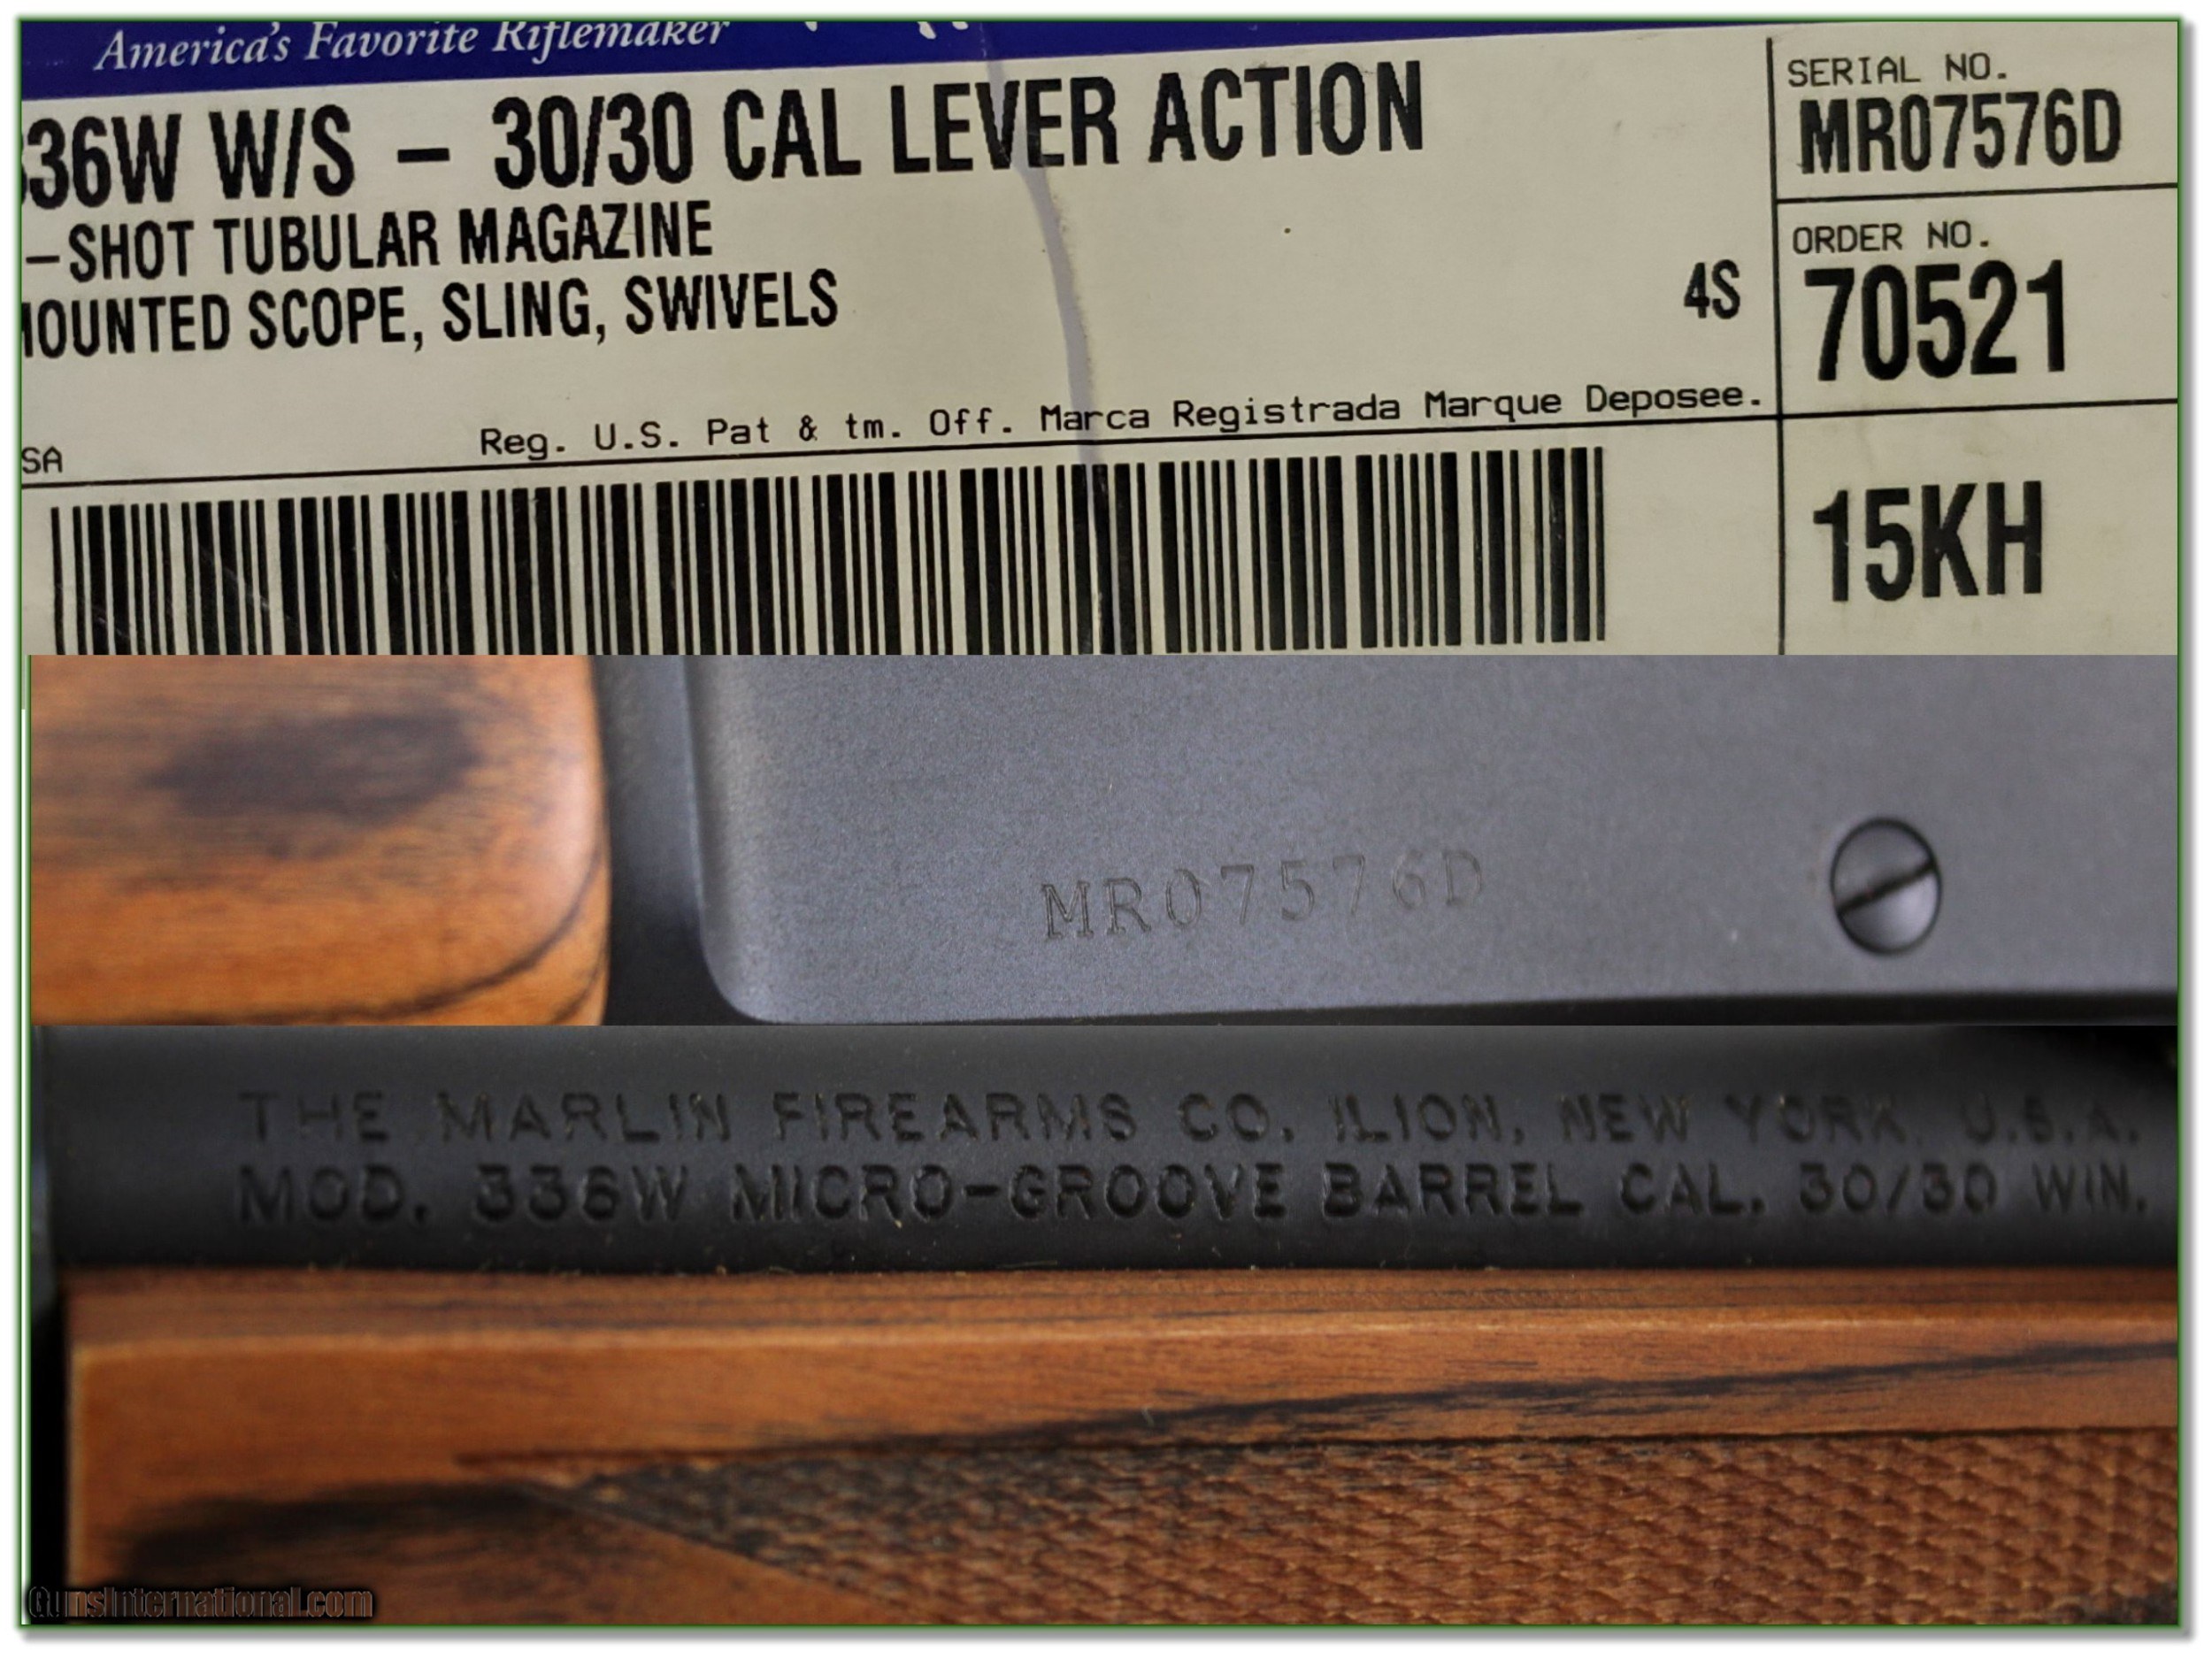 America's Favorite Riflemaker
336W W/S – 30/30 CAL LEVER ACTION
–SHOT TUBULAR MAGAZINE
MOUNTED SCOPE, SLING, SWIVELS
4S
SA
Reg. U.S. Pat & tm. Off. Marca Registrada Marque Deposee.
SERIAL NO.
MR07576D
ORDER NO.
70521
15KH
MR07576D
THE MARLIN FIREARMS CO. ILION, NEW YORK, U.S.A.
MOD. 336W MICRO-GROOVE BARREL CAL. 30/30 WIN.
GunsInternational.com